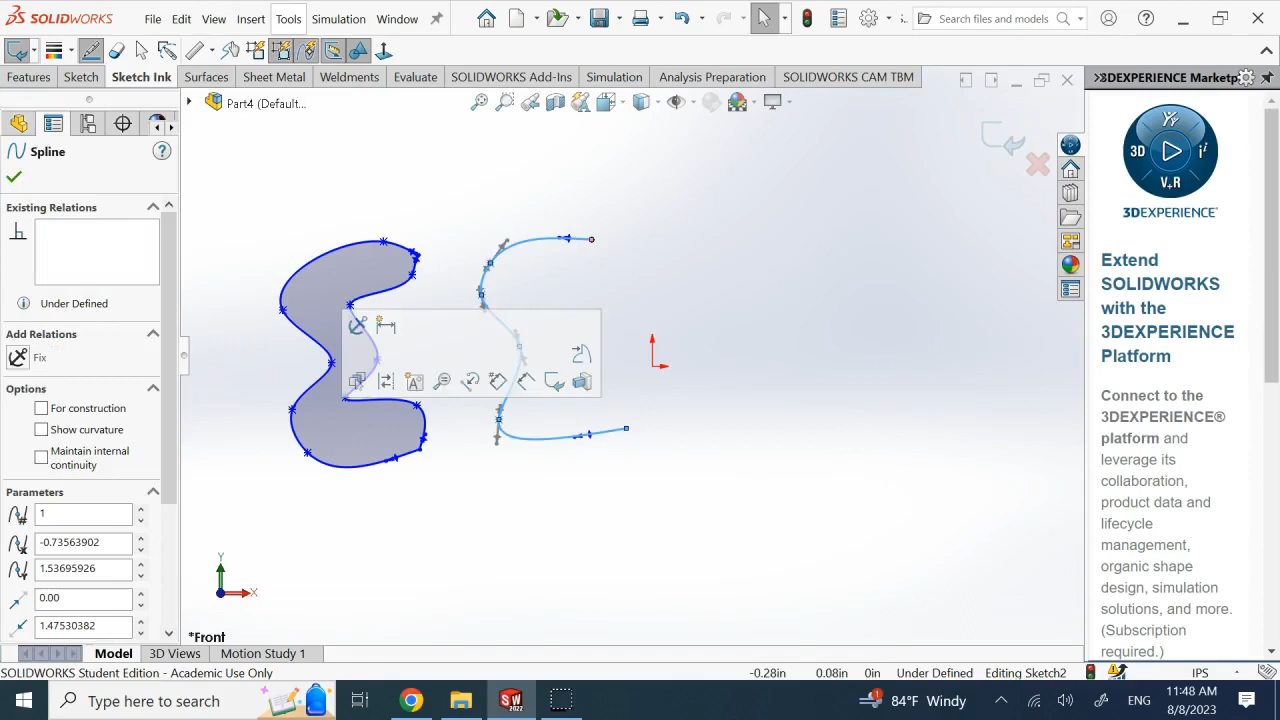 SOLIDWORKS File Edit View Insert Tools Simulation Window Search files and models
Features Sketch Sketch Ink Surfaces Sheet Metal Weldments Evaluate SOLIDWORKS Add-Ins Simulation Analysis Preparation SOLIDWORKS CAM TBM
3DEXPERIENCE Marketp
Part4 (Default...
Spline
Existing Relations
Under Defined
Add Relations
Fix
Options
For construction
Show curvature
Maintain internal
continuity
Parameters
1
-0.73563902
1.53695926
0.00
1.47530382
Y
X
*Front
3D
V+R
3DEXPERIENCE®
Extend
SOLIDWORKS
with the
3DEXPERIENCE
Platform
Connect to the
3DEXPERIENCE®
platform and
leverage its
collaboration,
product data and
lifecycle
management,
organic shape
design, simulation
solutions, and more.
(Subscription
required.)
Model 3D Views Motion Study 1
SOLIDWORKS Student Edition - Academic Use Only -0.28in 0.08in 0in Under Defined Editing Sketch2 IPS
Type here to search
SW
2022
1
84°F Windy
ENG
11:48 AM
8/8/2023